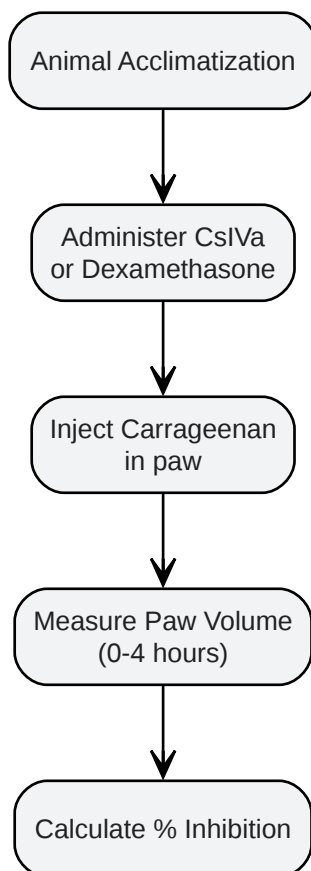 Animal Acclimatization
Administer CsIVa
or Dexamethasone
Inject Carrageenan
in paw
Measure Paw Volume
(0-4 hours)
Calculate % Inhibition